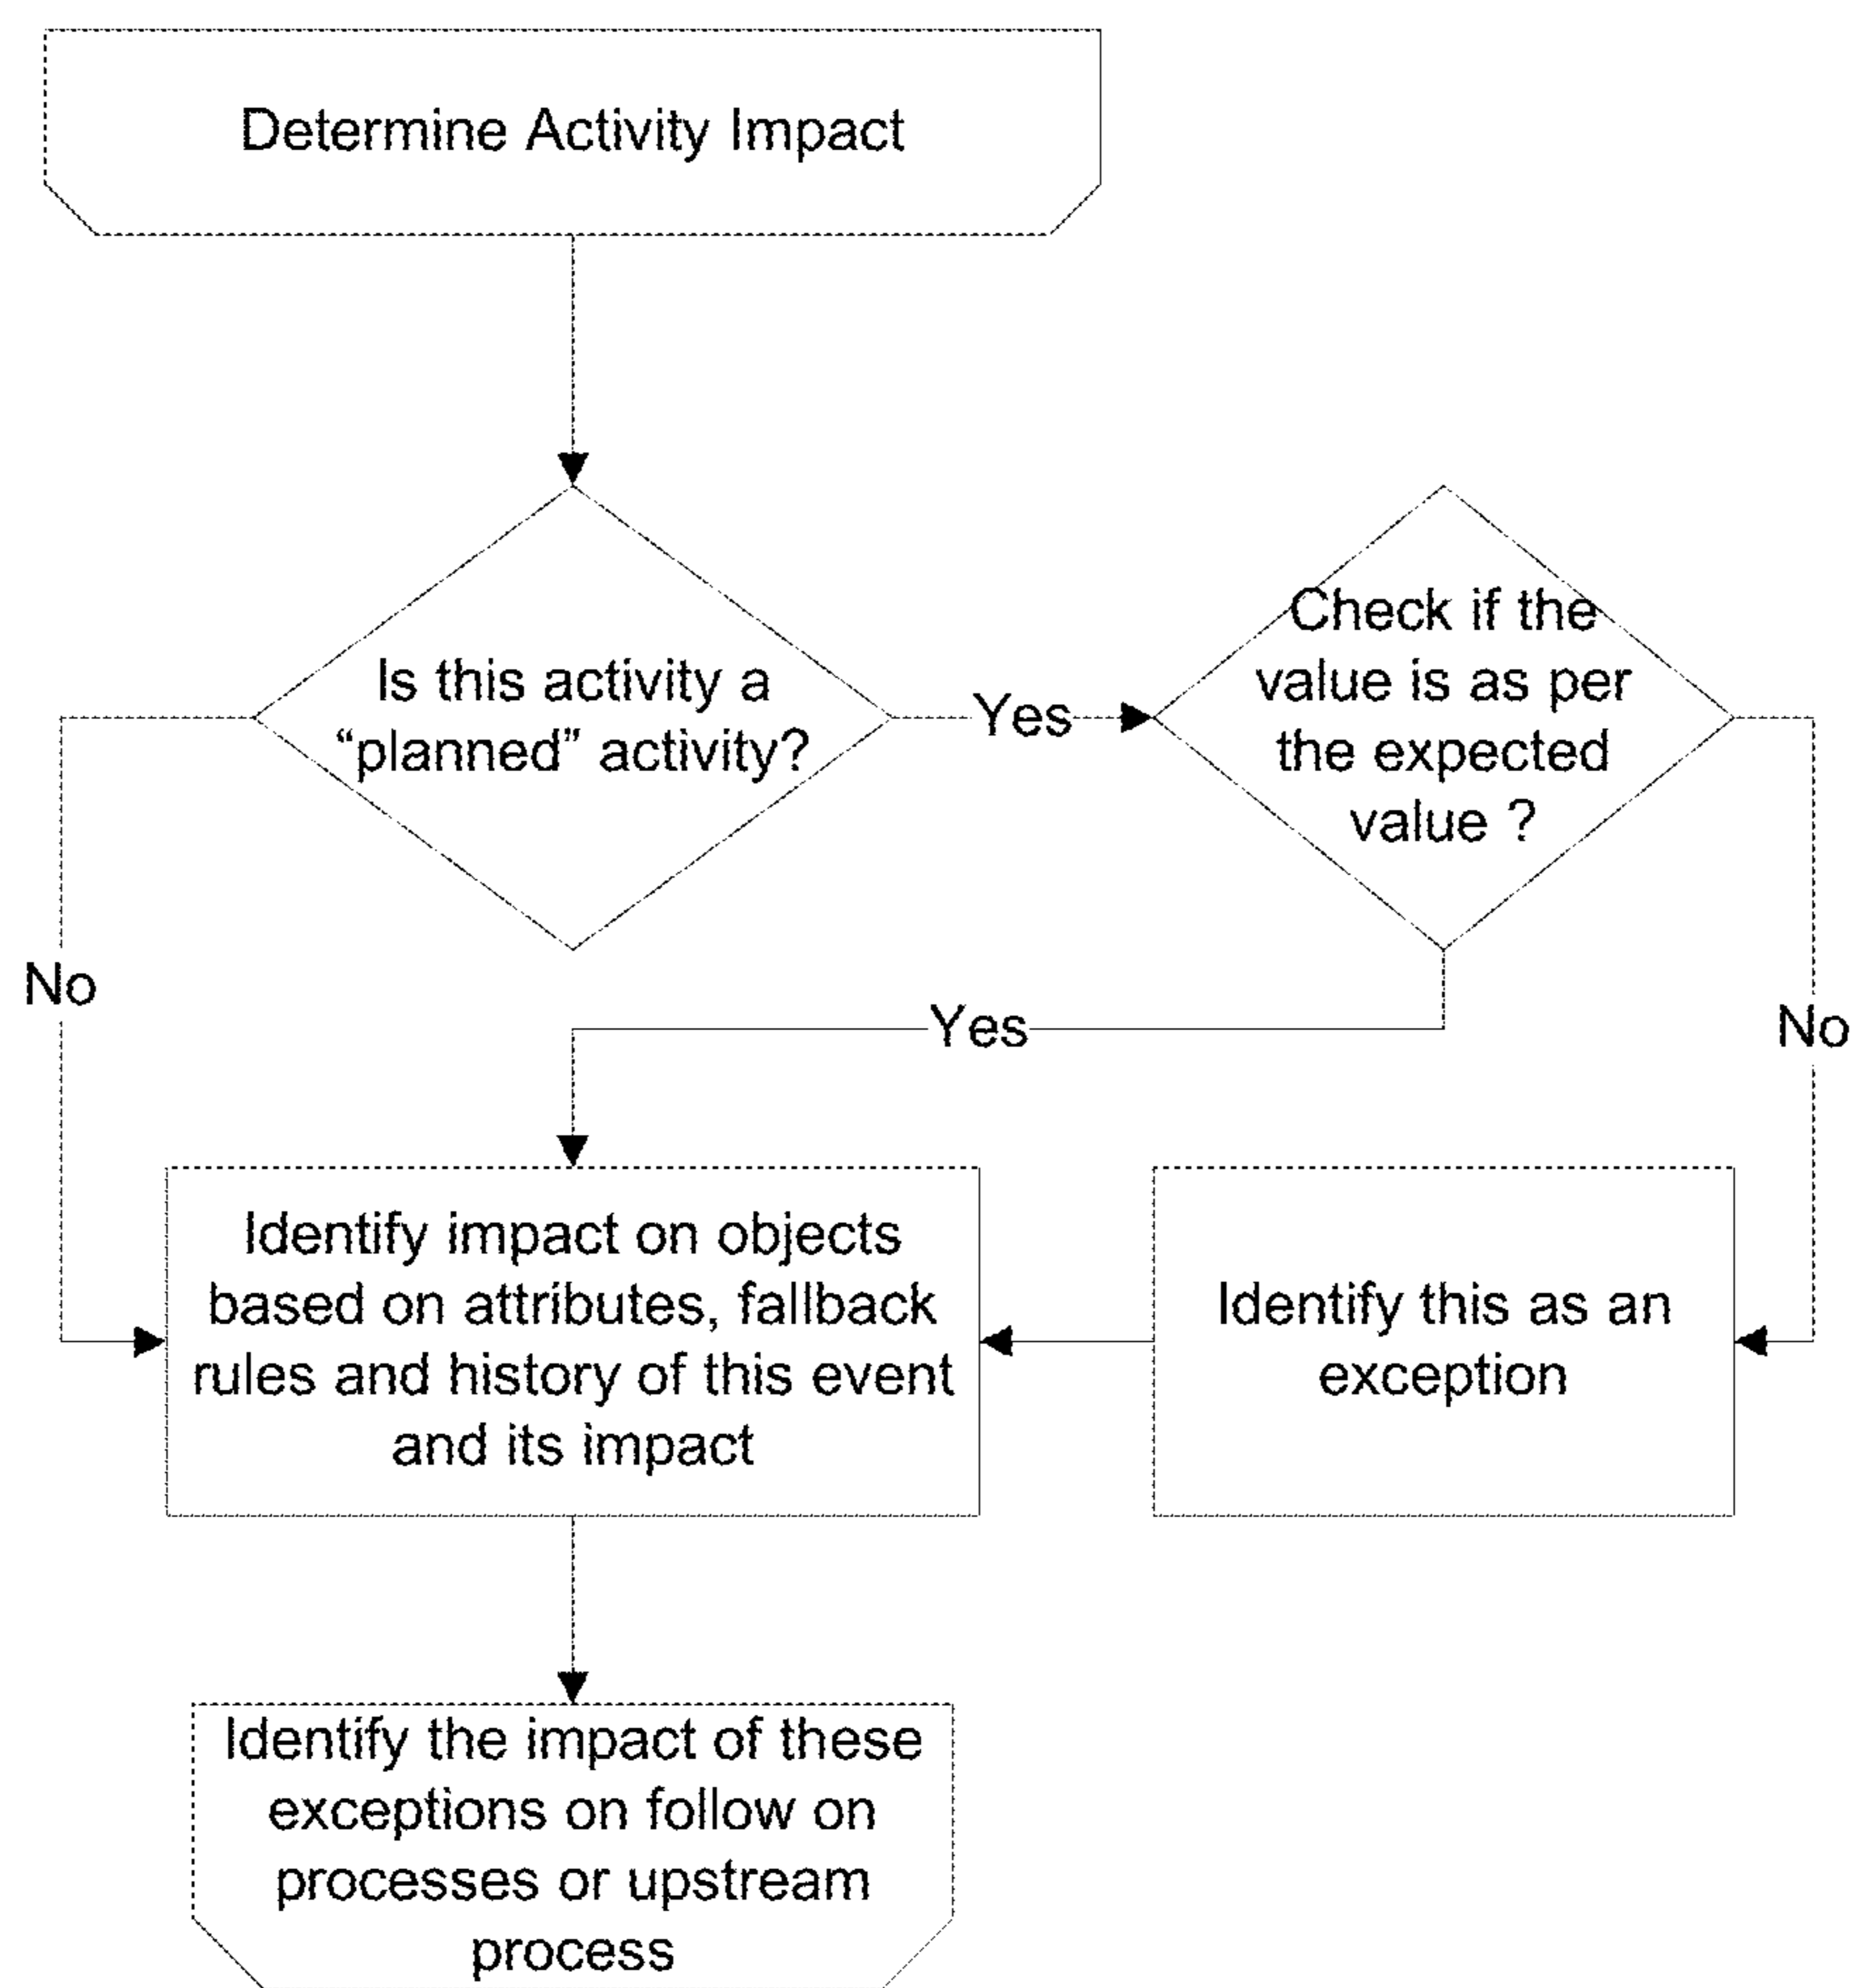 Determine Activity Impact
Is this activity a
“planned” activity?
Yes
Check if the
value is as per
the expected
value ?
No
Yes
No
Identify impact on objects
based on attributes, fallback
rules and history of this event
and its impact
Identify this as an
exception
Identify the impact of these
exceptions on follow on
processes or upstream
process